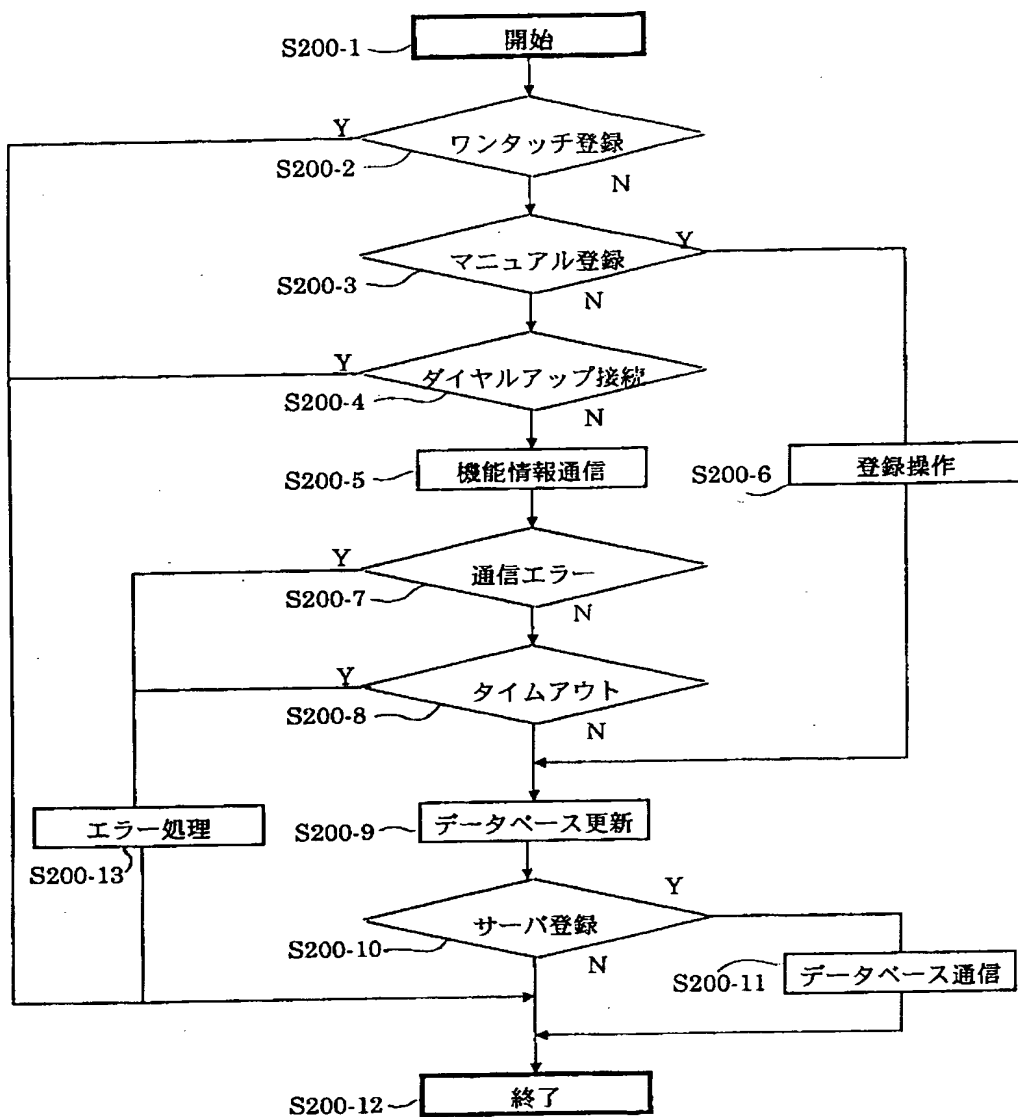 S200-1
開始
Y
ワンタッチ登録
S200-2
N
Y
マニュアル登録
S200-3
N
Y
ダイヤルアップ接続
S200-4
N
機能情報通信
S200-5
登録操作
S200-6
Y
通信エラー
S200-7
N
Y
タイムアウト
S200-8
N
エラー処理
S200-13
データベース更新
S200-9
Y
サーバ登録
S200-10
N
データベース通信
S200-11
終了
S200-12